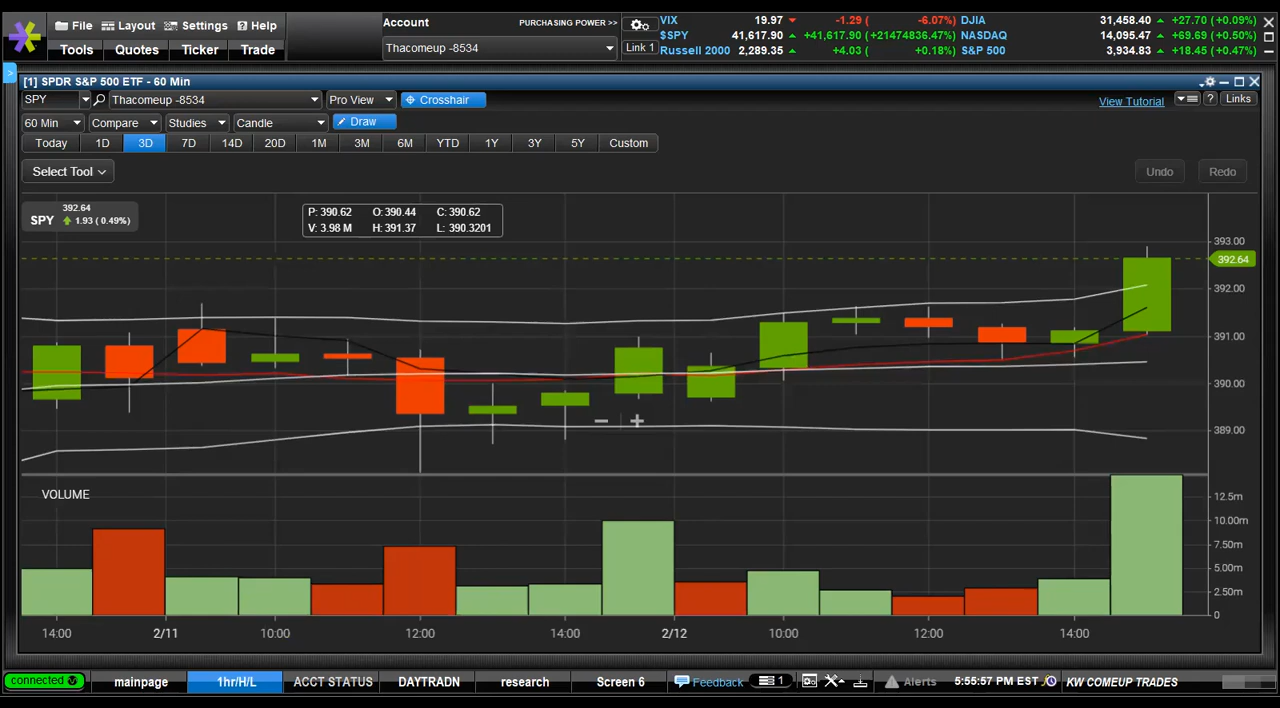 File Layout Settings ? Help
Tools Quotes Ticker Trade
Account PURCHASING POWER >>
Thacomeup -8534
Link 1
VIX 19.97 -1.29 ( -6.07%) DJIA 31,458.40 +27.70 (+0.09%)
$SPY 41,617.90 +41,617.90 (+21474836.47%) NASDAQ 14,095.47 +69.69 (+0.50%)
Russell 2000 2,289.35 +4.03 ( +0.18%) S&P 500 3,934.83 +18.45 (+0.47%)
[1] SPDR S&P 500 ETF - 60 Min
SPY Thacomeup -8534 Pro View Crosshair View Tutorial ? Links
60 Min Compare Studies Candle Draw
Today 1D 3D 7D 14D 20D 1M 3M 6M YTD 1Y 3Y 5Y Custom
Select Tool Undo Redo
SPY 392.64
1.93 ( 0.49%)
P: 390.62 O: 390.44 C: 390.62
V: 3.98 M H: 391.37 L: 390.3201
393.00
392.64
392.00
391.00
390.00
389.00
VOLUME
12.5m
10.00m
7.50m
5.00m
2.50m
0
14:00 2/11 10:00 12:00 14:00 2/12 10:00 12:00 14:00
connected mainpage 1hr/H/L ACCT STATUS DAYTRADN research Screen 6 Feedback 1 Alerts 5:55:57 PM EST KW COMEUP TRADES